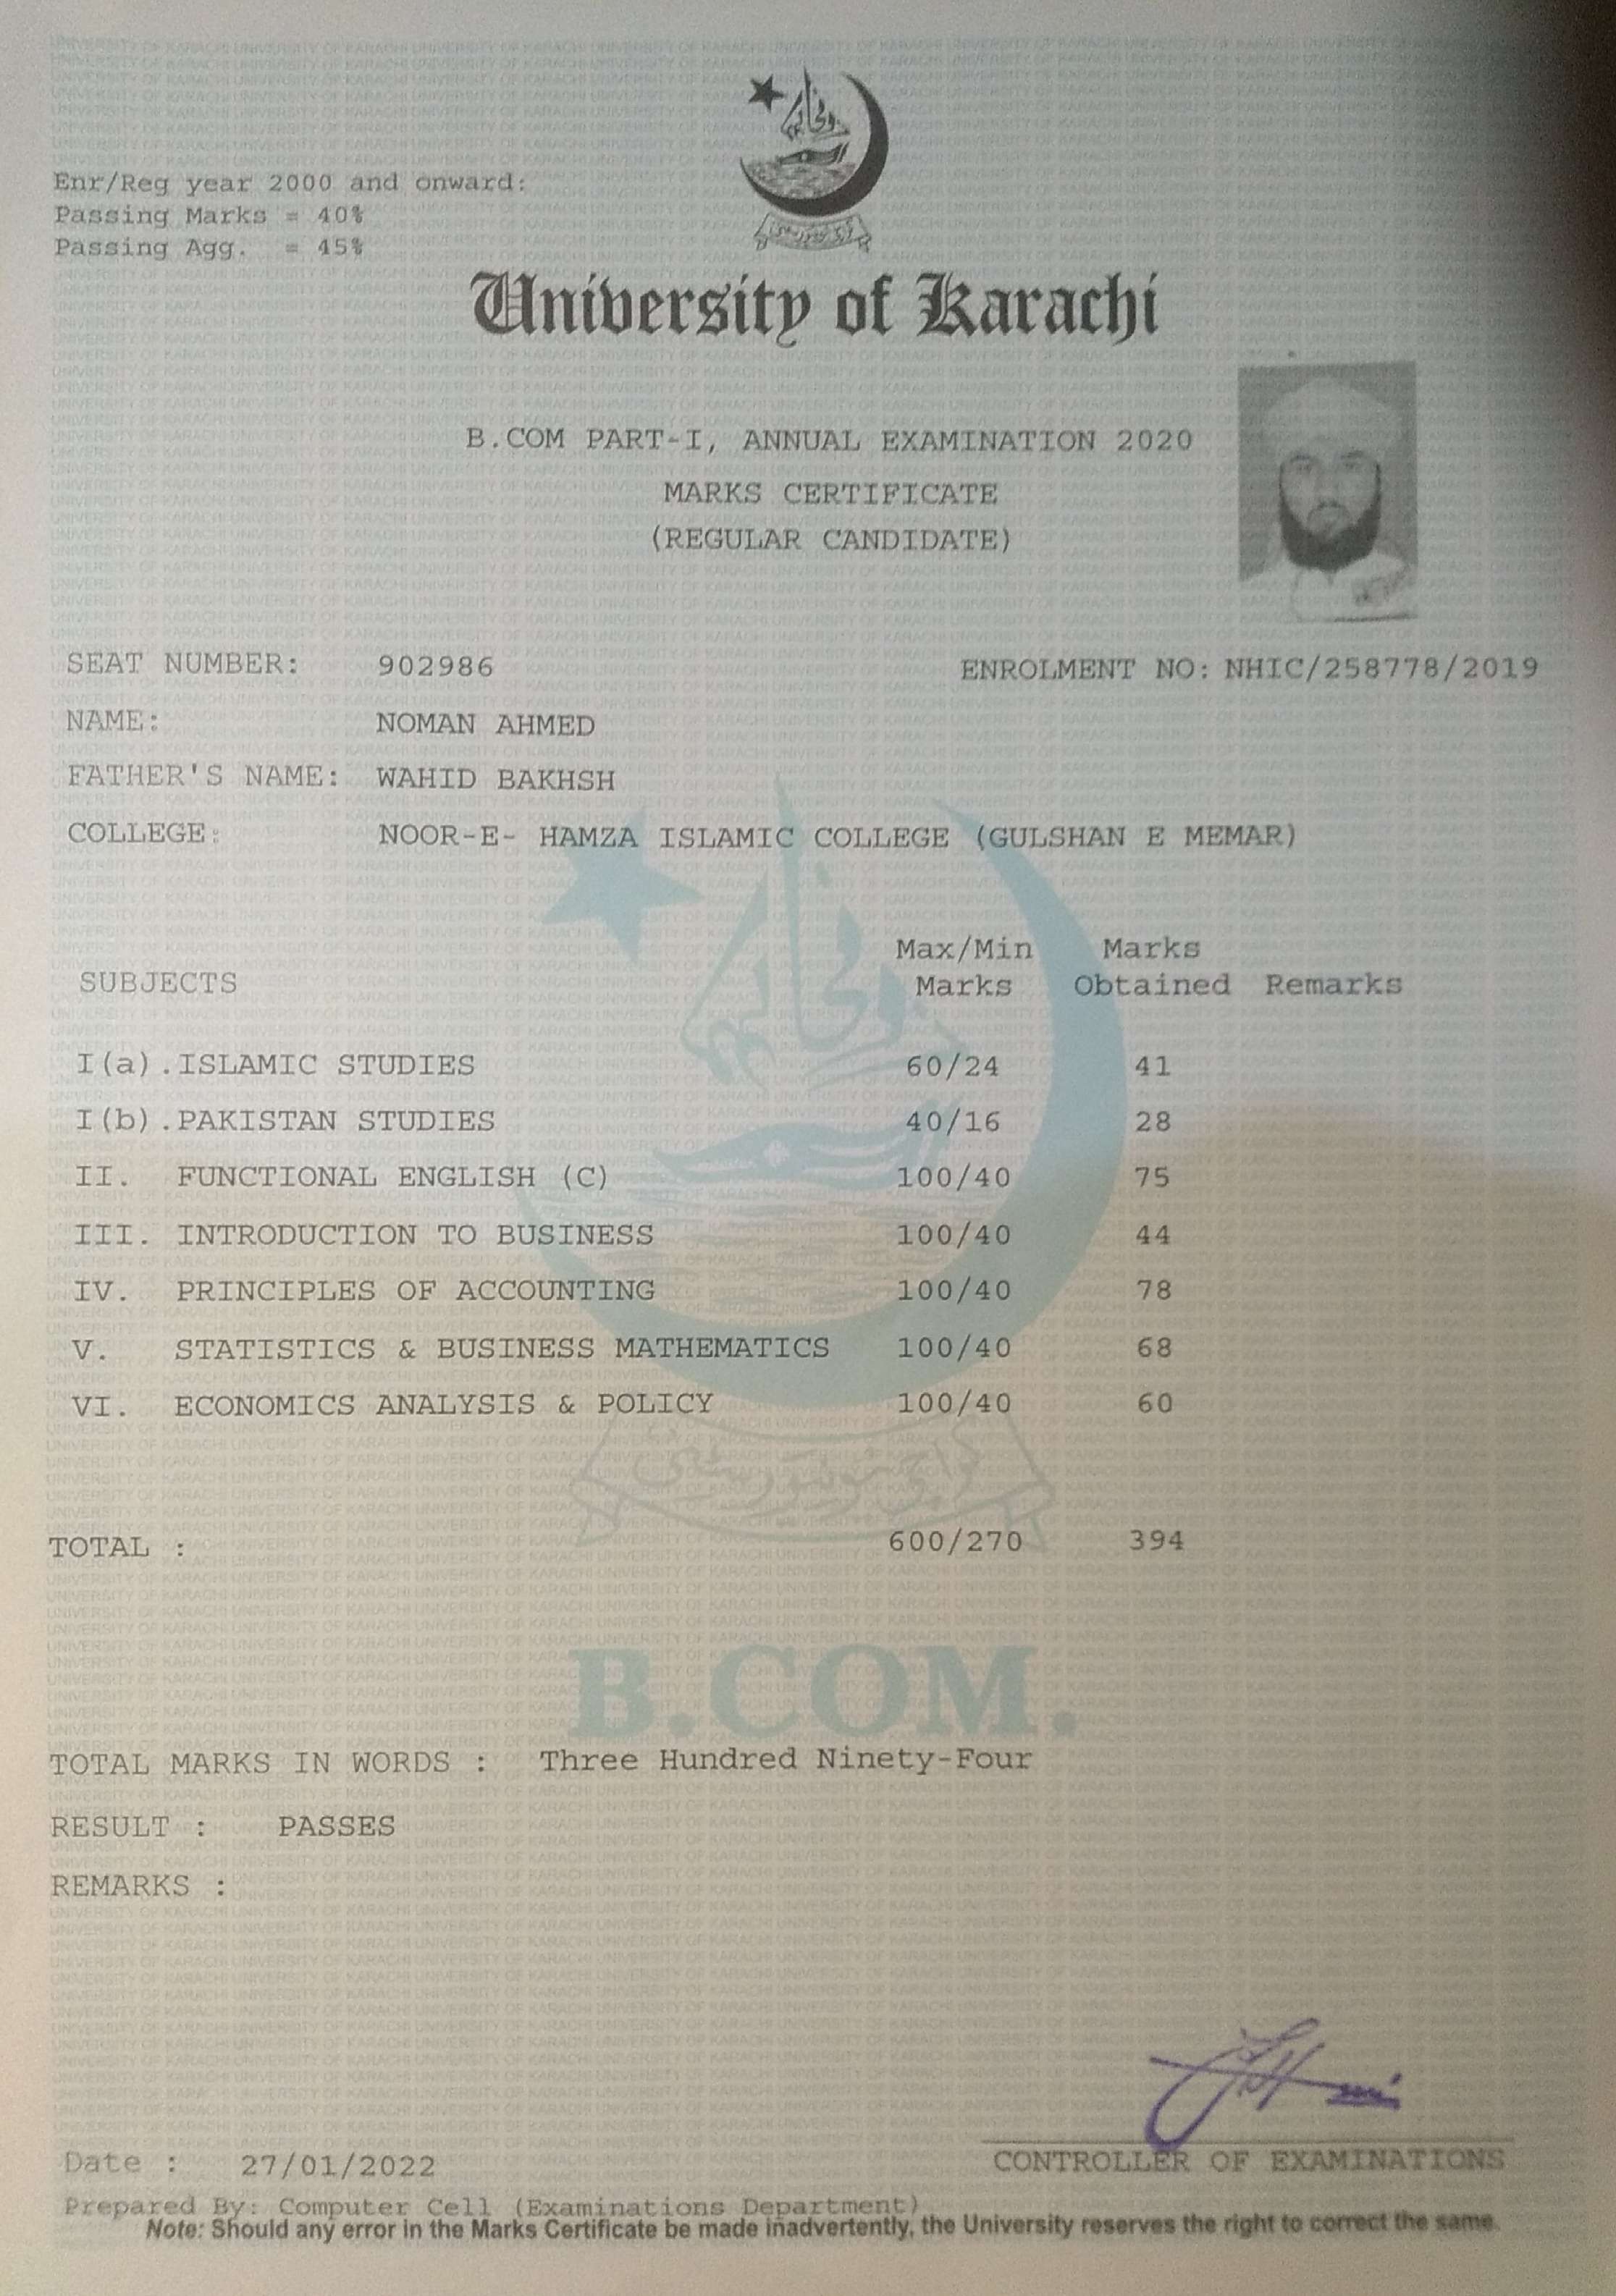 Enr/Reg year 2000 and onward:
Passing Marks = 40%
Passing Agg. = 45%
University of Karachi
B.COM PART-I, ANNUAL EXAMINATION 2020
MARKS CERTIFICATE
(REGULAR CANDIDATE)
SEAT NUMBER: 902986 ENROLMENT NO: NHIC/258778/2019
NAME: NOMAN AHMED
FATHER'S NAME: WAHID BAKHSH
COLLEGE: NOOR-E- HAMZA ISLAMIC COLLEGE (GULSHAN E MEMAR)
Max/Min Marks
SUBJECTS Marks Obtained Remarks
I(a).ISLAMIC STUDIES 60/24 41
I(b).PAKISTAN STUDIES 40/16 28
II. FUNCTIONAL ENGLISH (C) 100/40 75
III. INTRODUCTION TO BUSINESS 100/40 44
IV. PRINCIPLES OF ACCOUNTING 100/40 78
V. STATISTICS & BUSINESS MATHEMATICS 100/40 68
VI. ECONOMICS ANALYSIS & POLICY 100/40 60
TOTAL : 600/270 394
B.COM.
TOTAL MARKS IN WORDS : Three Hundred Ninety-Four
RESULT : PASSES
REMARKS :
Date : 27/01/2022
CONTROLLER OF EXAMINATIONS
Prepared By: Computer Cell (Examinations Department)
Note: Should any error in the Marks Certificate be made inadvertently, the University reserves the right to correct the same.